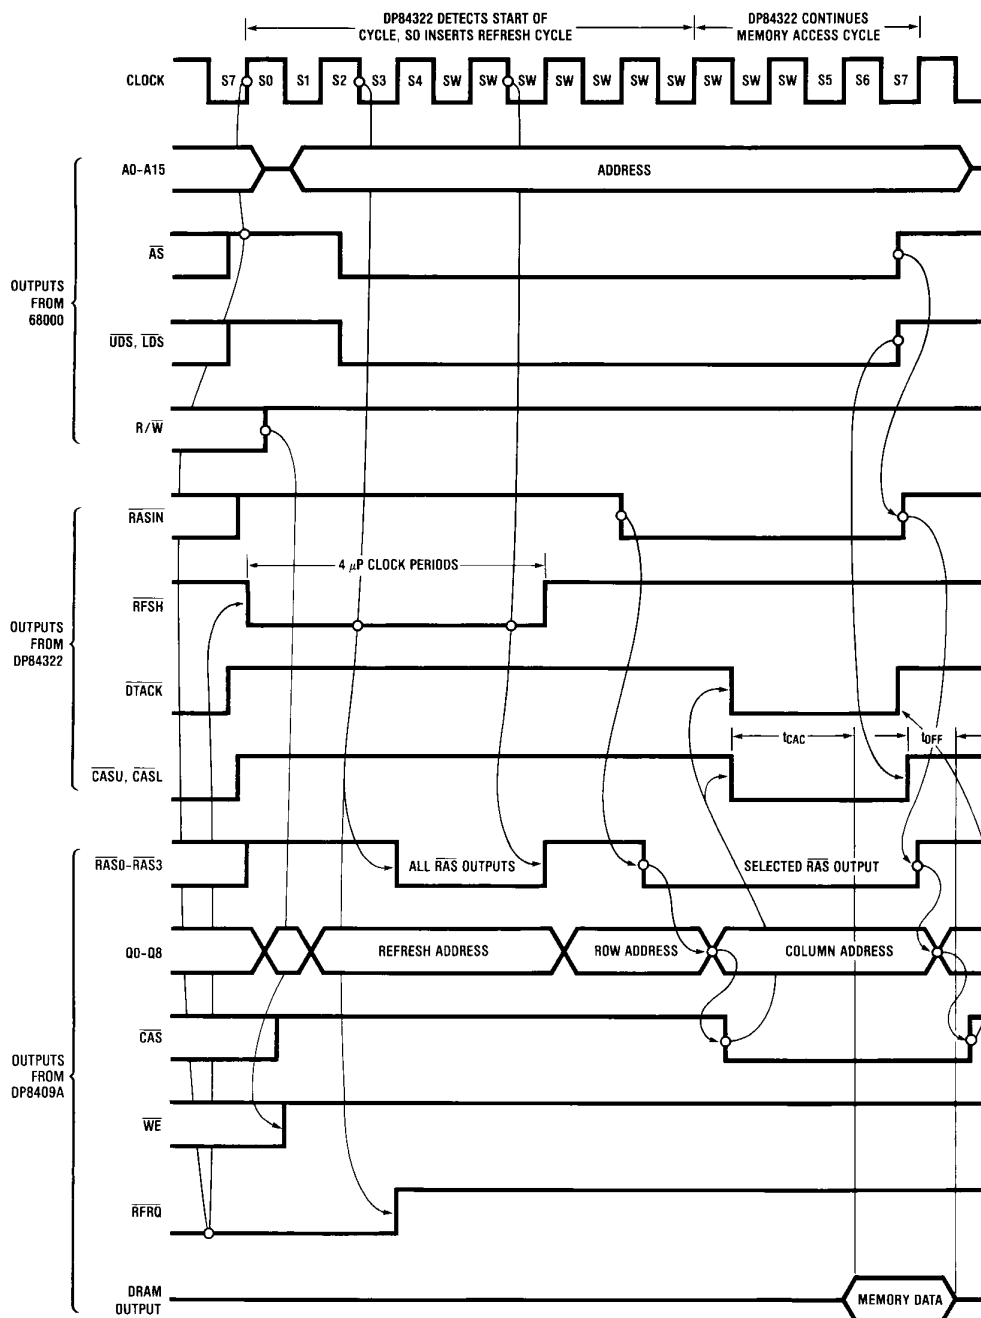 DP84322 DETECTS START OF
CYCLE, SO INSERTS REFRESH CYCLE
DP84322 CONTINUES
MEMORY ACCESS CYCLE
CLOCK
S7 S0 S1 S2 S3 S4 SW SW SW SW SW SW SW SW SW S5 S6 S7
A0-A15
ADDRESS
AS
OUTPUTS
FROM
68000
UDS, LDS
R/W
RASIN
4 μP CLOCK PERIODS
RFSH
OUTPUTS
FROM
DP84322
DTACK
tCAC
tOFF
CASU, CASL
RAS0-RAS3
ALL RAS OUTPUTS
SELECTED RAS OUTPUT
Q0-Q8
REFRESH ADDRESS
ROW ADDRESS
COLUMN ADDRESS
CAS
OUTPUTS
FROM
DP8409A
WE
RFRQ
DRAM
OUTPUT
MEMORY DATA